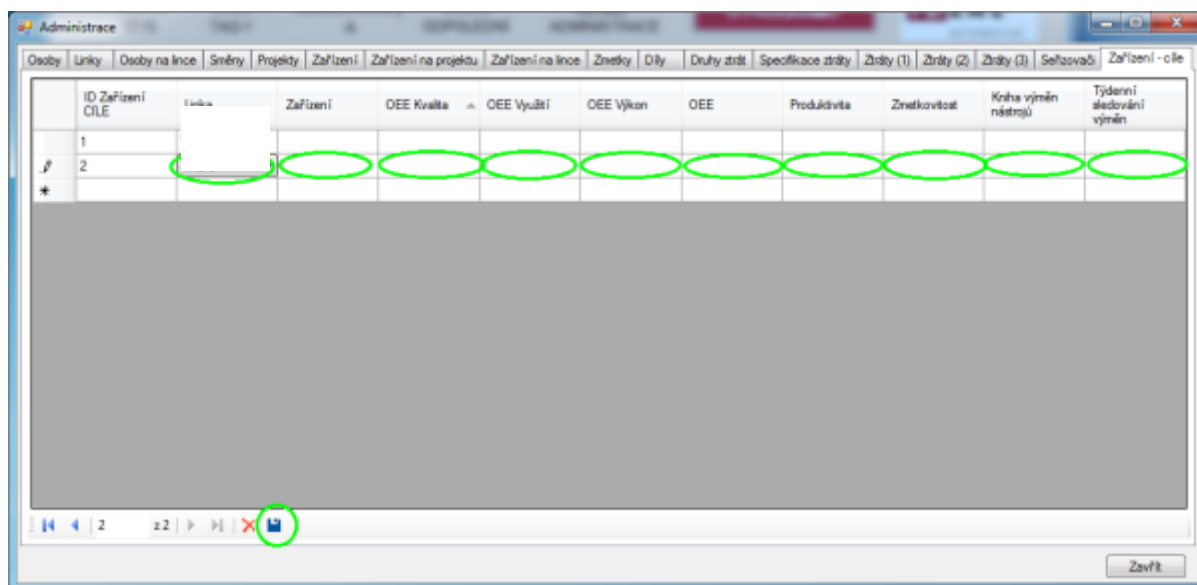 Administrace
Osoby Linky Osoby na lince Směny Projekty Zařízení Zařízení na projektu Zařízení na lince Zmetky Díly Druhy ztrát Specifikace ztráty Ztráty (1) Ztráty (2) Ztráty (3) Seřizovači Zařízení - cíle
ID Zařízení CÍLE Linka Zařízení OEE Kvalita OEE Využití OEE Výkon OEE Produktivita Zmetkovitost Kniha výměn nástrojů Týdenní sledování výměn
1
2
2 z 2
Zavřít